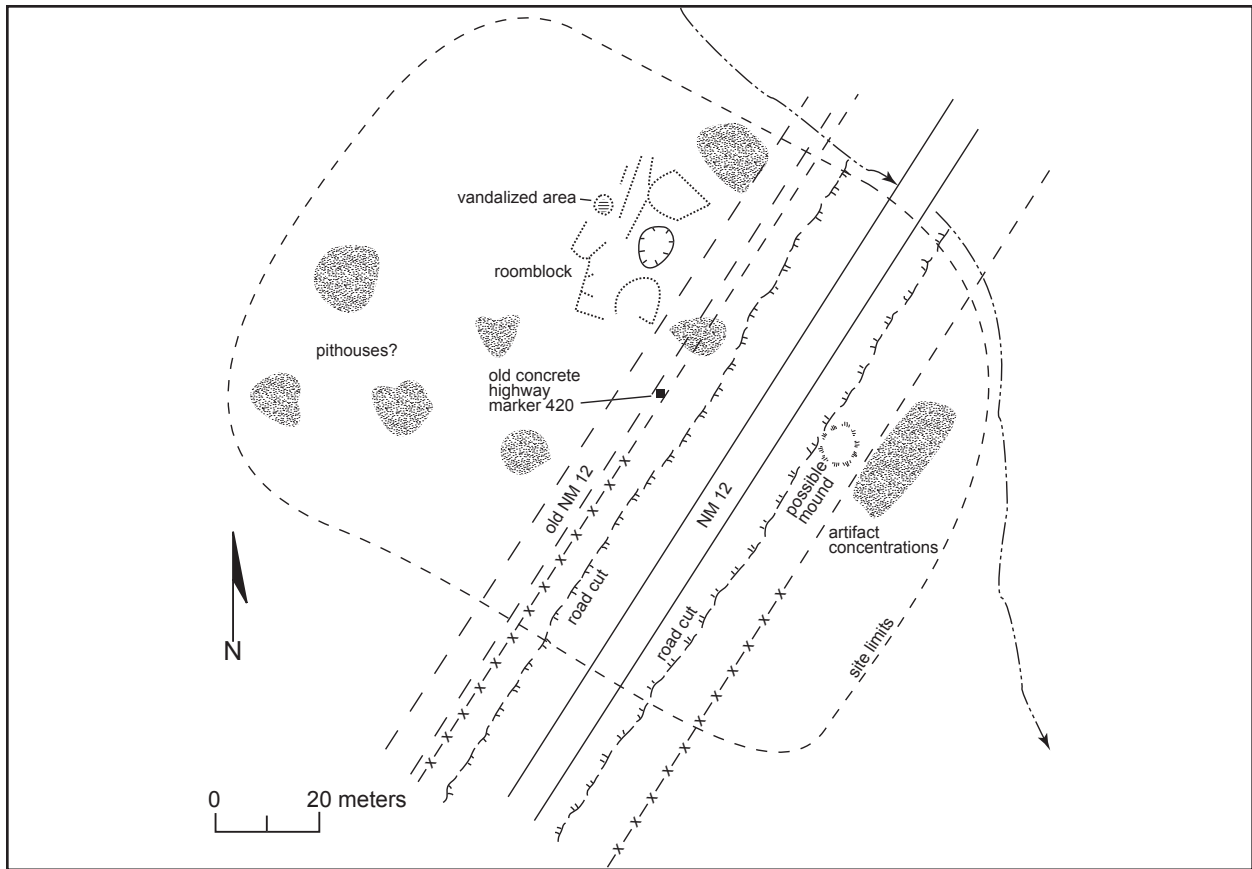 vandalized area
roomblock
pithouses?
old concrete
highway
marker 420
old NM 12
road cut
NM 12
road cut
possible
mound
artifact
concentrations
site limits
N
0 20 meters